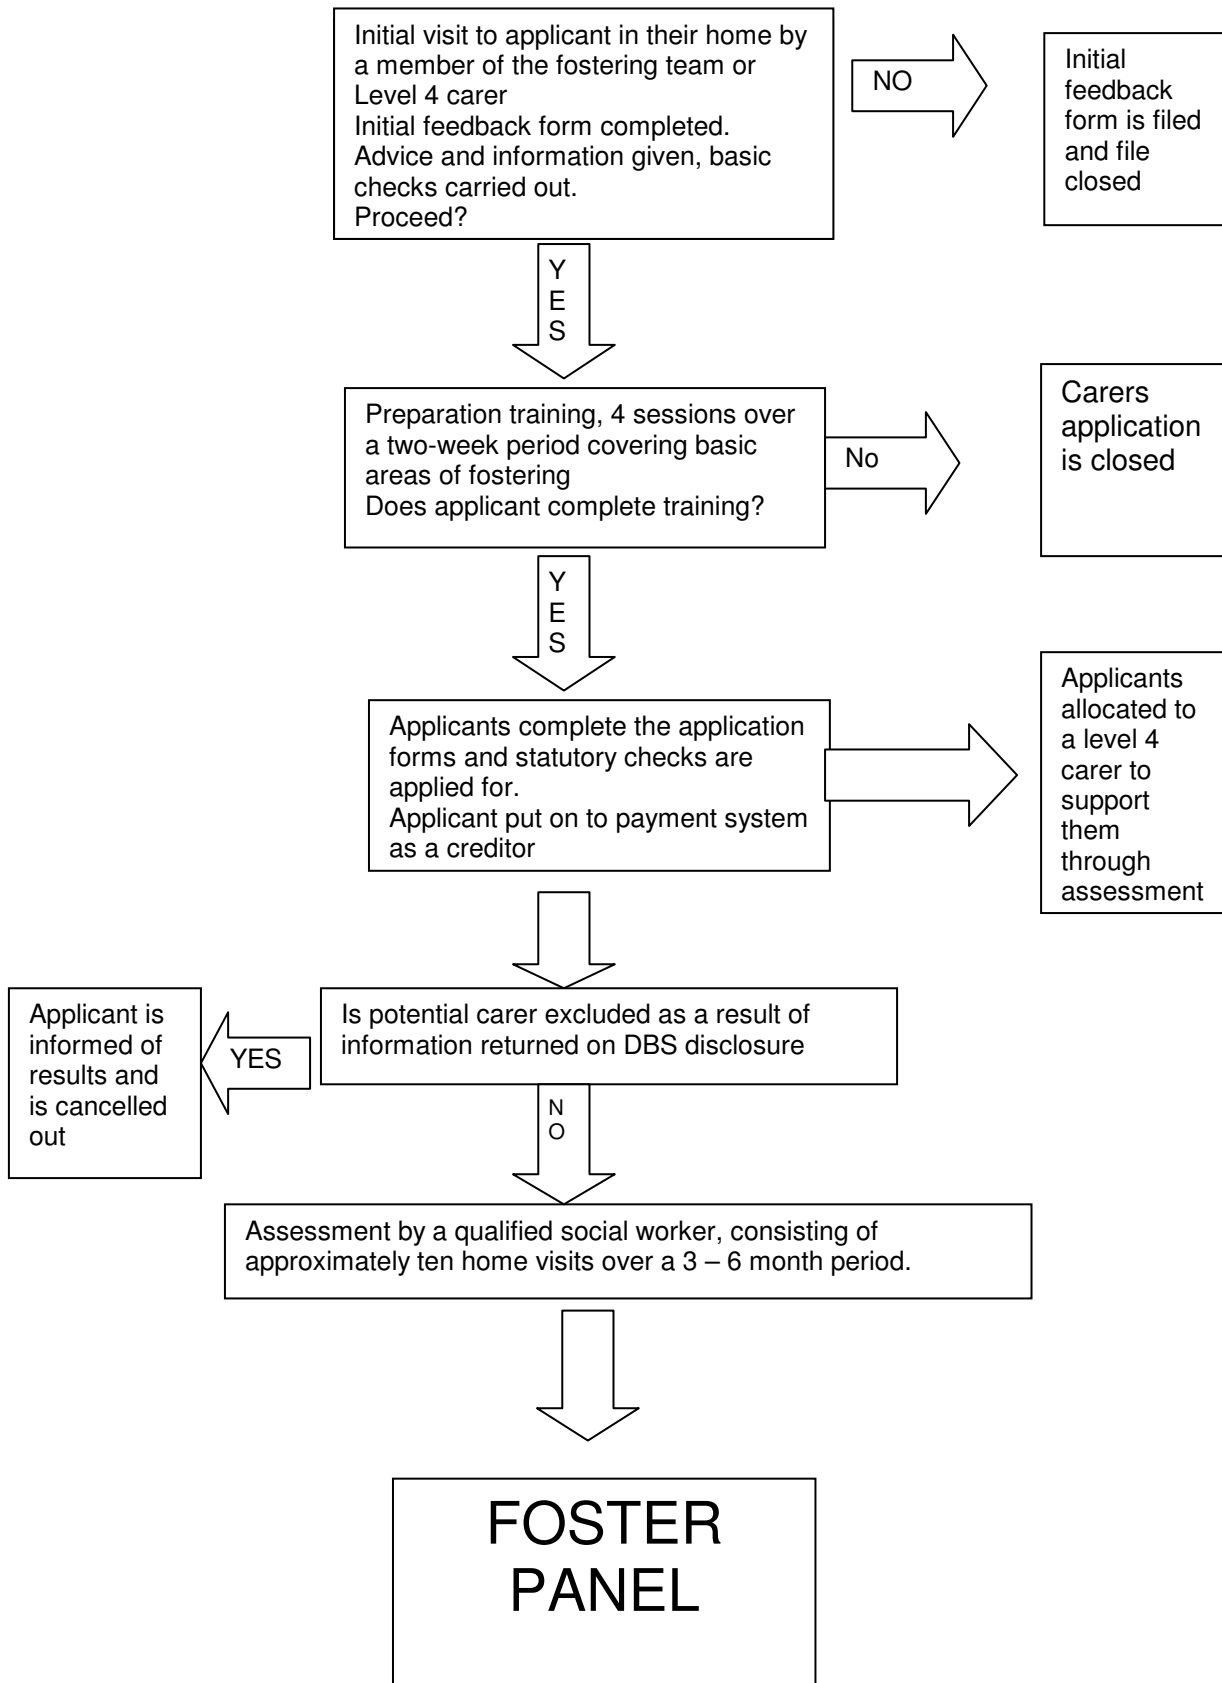 Initial visit to applicant in their home by
a member of the fostering team or
Level 4 carer
Initial feedback form completed.
Advice and information given, basic
checks carried out.
Proceed?
NO
Initial
feedback
form is filed
and file
closed
Y
E
S
Preparation training, 4 sessions over
a two-week period covering basic
areas of fostering
Does applicant complete training?
No
Carers
application
is closed
Y
E
S
Applicants complete the application
forms and statutory checks are
applied for.
Applicant put on to payment system
as a creditor
Applicants
allocated to
a level 4
carer to
support
them
through
assessment
Is potential carer excluded as a result of
information returned on DBS disclosure
YES
Applicant is
informed of
results and
is cancelled
out
N
O
Assessment by a qualified social worker, consisting of
approximately ten home visits over a 3 – 6 month period.
FOSTER
PANEL